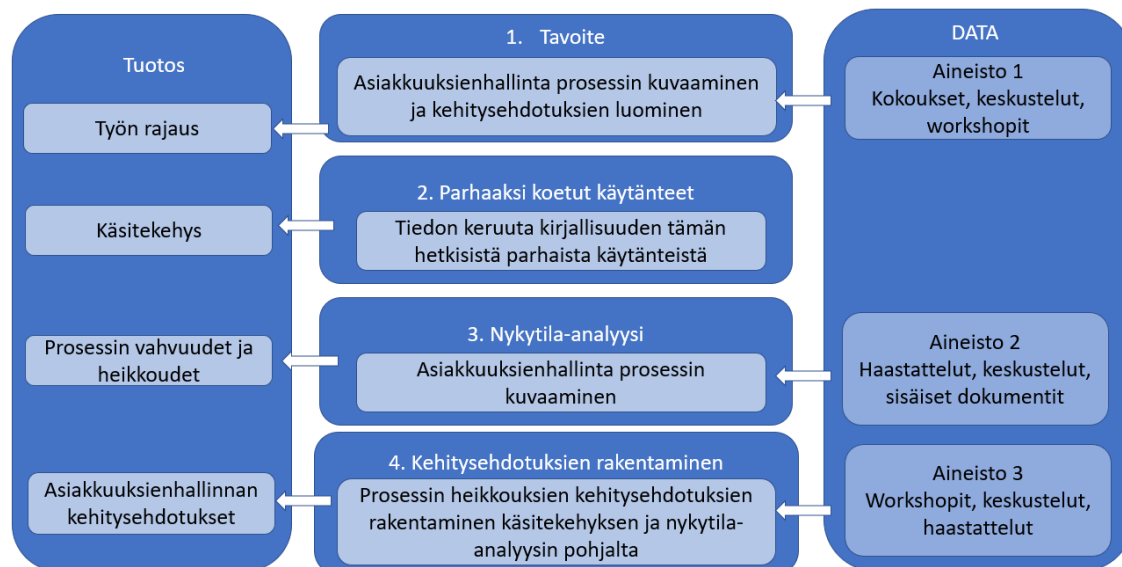 Tuotos
Työn rajaus
Käsitekehys
Prosessin vahvuudet ja
heikkoudet
Asiakkuuksienhallinnan
kehitysehdotukset
1. Tavoite
Asiakkuuksienhallinta prosessin kuvaaminen
ja kehitysehdotuksien luominen
2. Parhaaksi koetut käytänteet
Tiedon keruuta kirjallisuuden tämän
hetkisistä parhaista käytänteistä
3. Nykytila-analyysi
Asiakkuuksienhallinta prosessin
kuvaaminen
4. Kehitysehdotuksien rakentaminen
Prosessin heikkouksien kehitysehdotuksien
rakentaminen käsitekehyksen ja nykytila-
analyysin pohjalta
DATA
Aineisto 1
Kokoukset, keskustelut,
workshopit
Aineisto 2
Haastattelut, keskustelut,
sisäiset dokumentit
Aineisto 3
Workshopit, keskustelut,
haastattelut